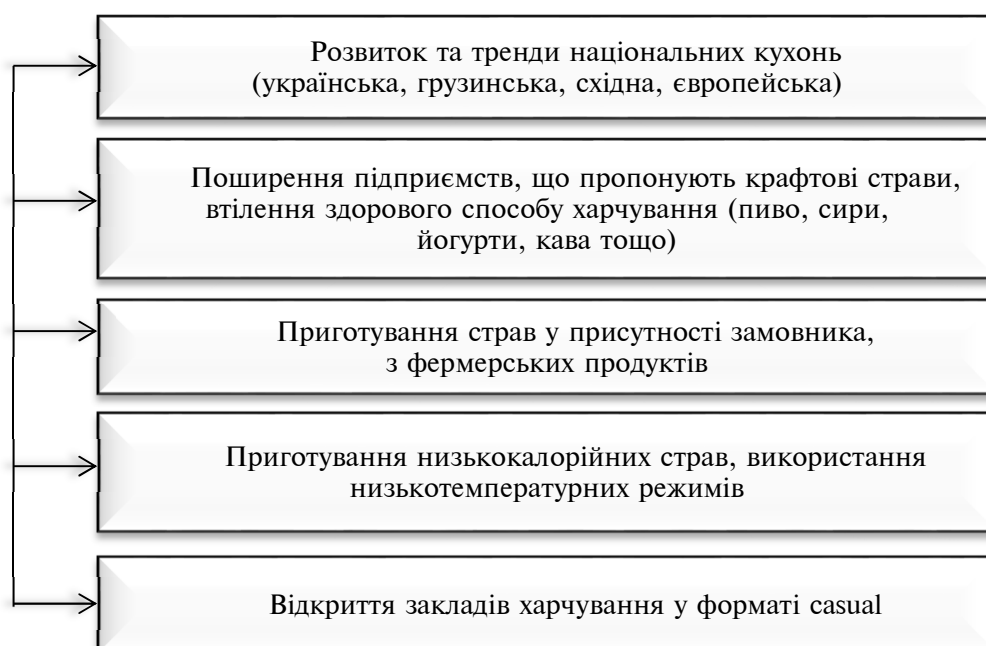 Розвиток та тренди національних кухонь
(українська, грузинська, східна, європейська)
Поширення підприємств, що пропонують крафтові страви,
втілення здорового способу харчування (пиво, сири,
йогурти, кава тощо)
Приготування страв у присутності замовника,
з фермерських продуктів
Приготування низькокалорійних страв, використання
низькотемпературних режимів
Відкриття закладів харчування у форматі casual